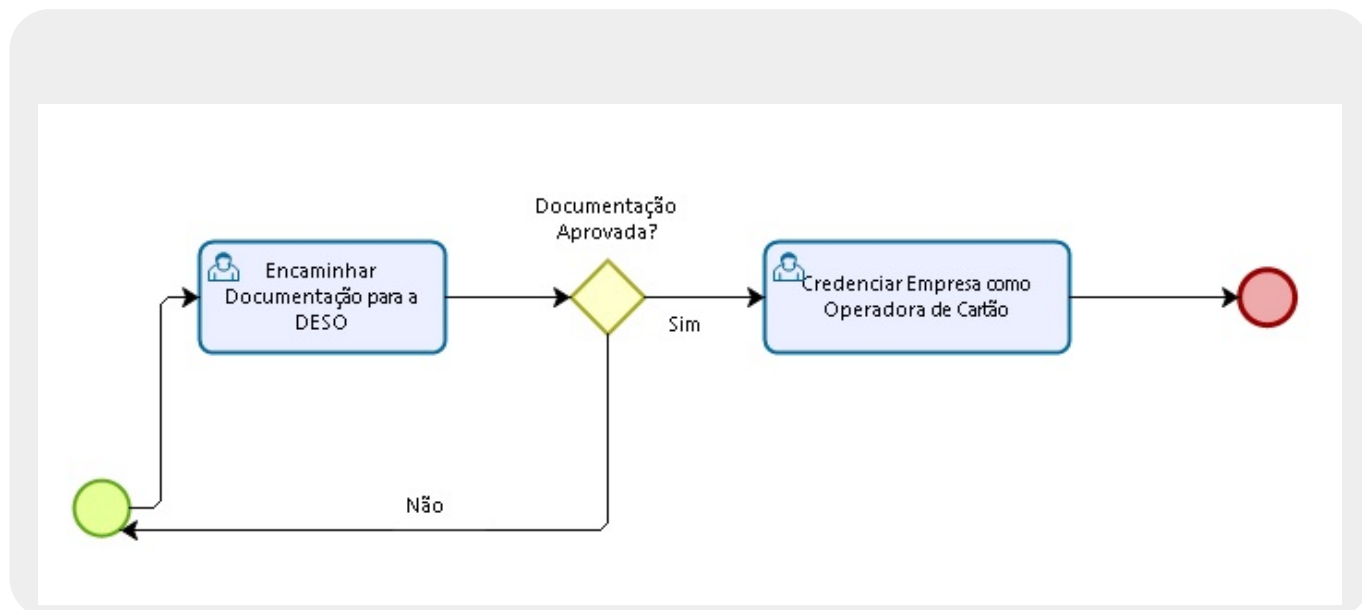 Documentação
Aprovada?
Encaminhar
Documentação para a
DESO
Sim
Credenciar Empresa como
Operadora de Cartão
Não